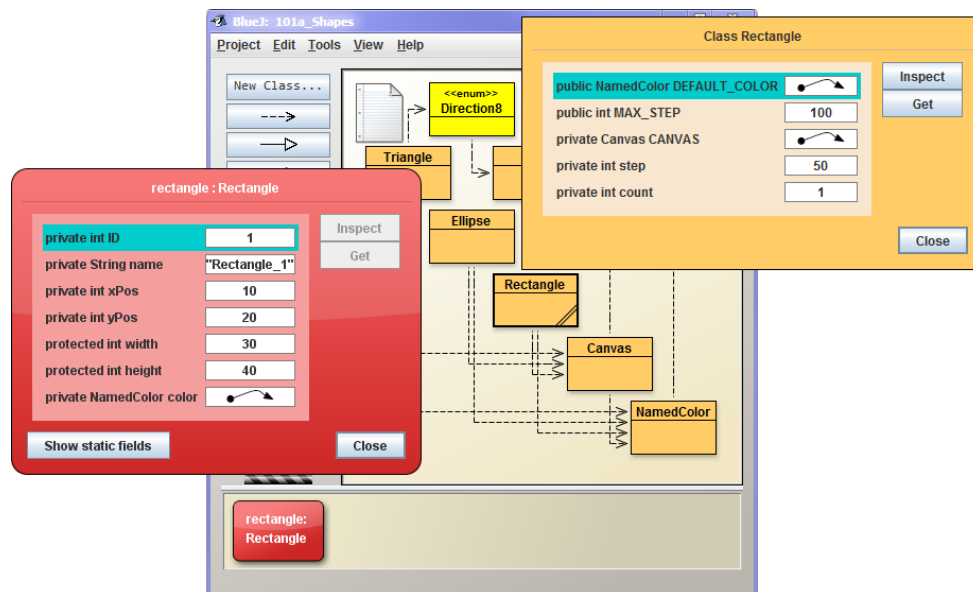 BlueJ: 101a_Shapes
Project Edit Tools View Help
New Class...
<<enum>>
Direction8
Triangle
Ellipse
Rectangle
Canvas
NamedColor
Class Rectangle
public NamedColor DEFAULT_COLOR
public int MAX_STEP 100
private Canvas CANVAS
private int step 50
private int count 1
Inspect
Get
Close
rectangle : Rectangle
private int ID 1
private String name "Rectangle_1"
private int xPos 10
private int yPos 20
protected int width 30
protected int height 40
private NamedColor color
Inspect
Get
Show static fields
Close
rectangle:
Rectangle